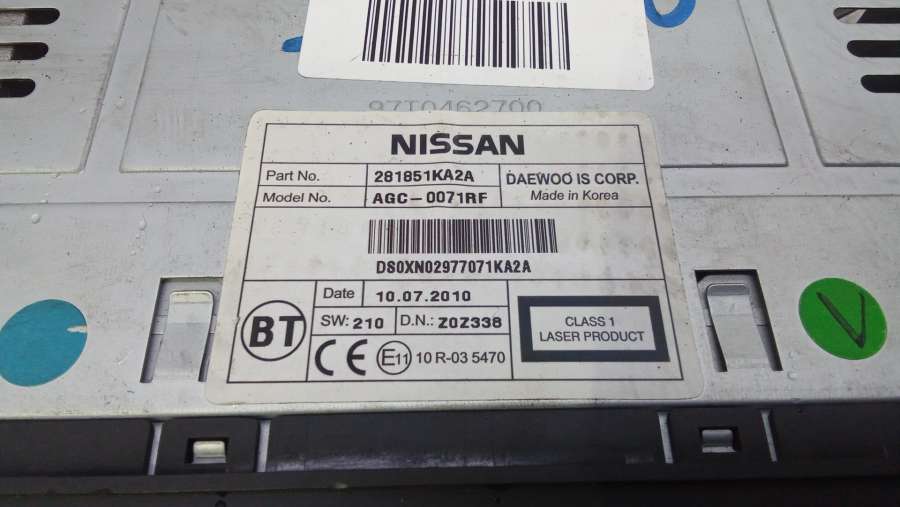 97T0462700
NISSAN
Part No. 281851KA2A DAEWOO IS CORP.
Model No. AGC-0071RF Made in Korea
DS0XN02977071KA2A
Date 10.07.2010
BT SW: 210 D.N.: Z0Z338
CE E11 10 R-03 5470
CLASS 1
LASER PRODUCT
V